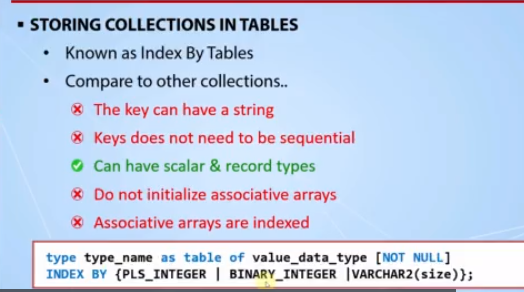 ▪ STORING COLLECTIONS IN TABLES
• Known as Index By Tables
• Compare to other collections..
The key can have a string
Keys does not need to be sequential
Can have scalar & record types
Do not initialize associative arrays
Associative arrays are indexed
type type_name as table of value_data_type [NOT NULL]
INDEX BY {PLS_INTEGER | BINARY_INTEGER |VARCHAR2(size)};